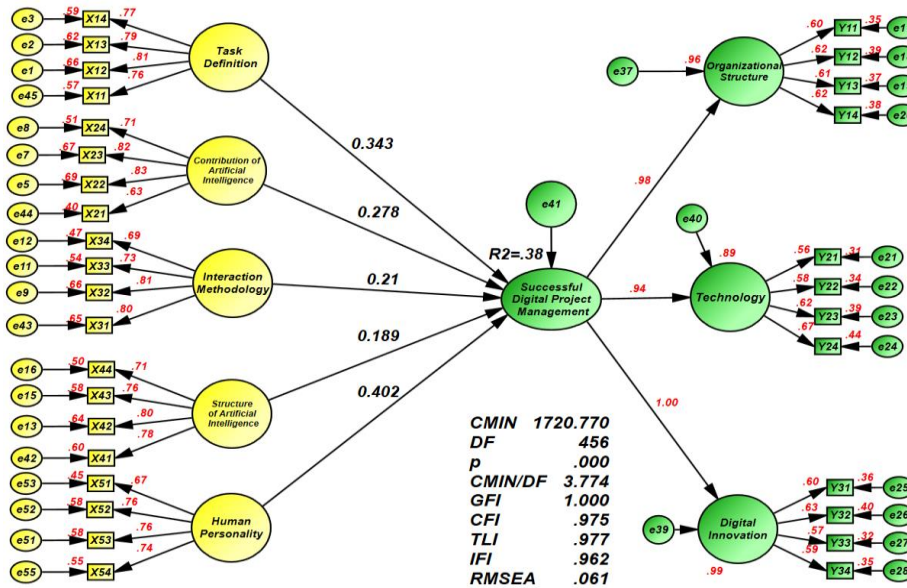 e3 .59 X14 .77
e2 .62 X13 .79
e1 .66 X12 .81
e45 .57 X11 .76
Task
Definition
e8 .51 X24 .71
e7 .67 X23 .82
e5 .69 X22 .83
e44 .40 X21 .63
Contribution of
Artificial
Intelligence
e12 .47 X34 .69
e11 .54 X33 .73
e9 .66 X32 .81
e43 .65 X31 .80
Interaction
Methodology
e16 .50 X44 .71
e15 .58 X43 .76
e13 .64 X42 .80
e42 .60 X41 .78
Structure
of Artificial
Intelligence
e53 .45 X51 .67
e52 .58 X52 .76
e51 .58 X53 .76
e55 .55 X54 .74
Human
Personality
0.343
0.278
0.21
0.189
0.402
e41
R2=.38
Successful
Digital Project
Management
.98
.94
1.00
e37 .96
Organizational
Structure
.60 Y11 .35
.62 Y12 .39
.61 Y13 .37
.62 Y14 .38
e40
.89
Technology
.56 Y21 .31 e21
.58 Y22 .34 e22
.62 Y23 .39 e23
.67 Y24 .44 e24
e39
.99
Digital
Innovation
.60 Y31 .36 e25
.63 Y32 .40 e26
.57 Y33 .32 e27
.59 Y34 .35 e28
CMIN 1720.770
DF 456
p .000
CMIN/DF 3.774
GFI 1.000
CFI .975
TLI .977
IFI .962
RMSEA .061